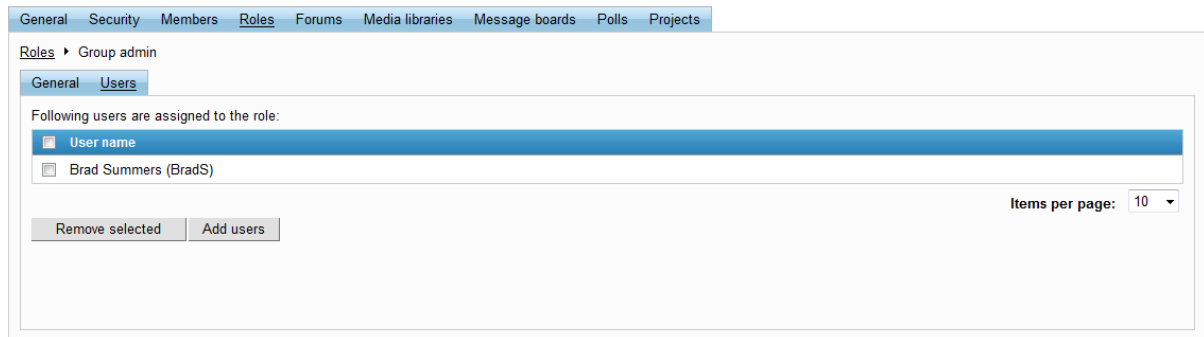 General Security Members Roles Forums Media libraries Message boards Polls Projects
Roles Group admin
General Users
Following users are assigned to the role:
User name
Brad Summers (BradS)
Items per page: 10
Remove selected Add users